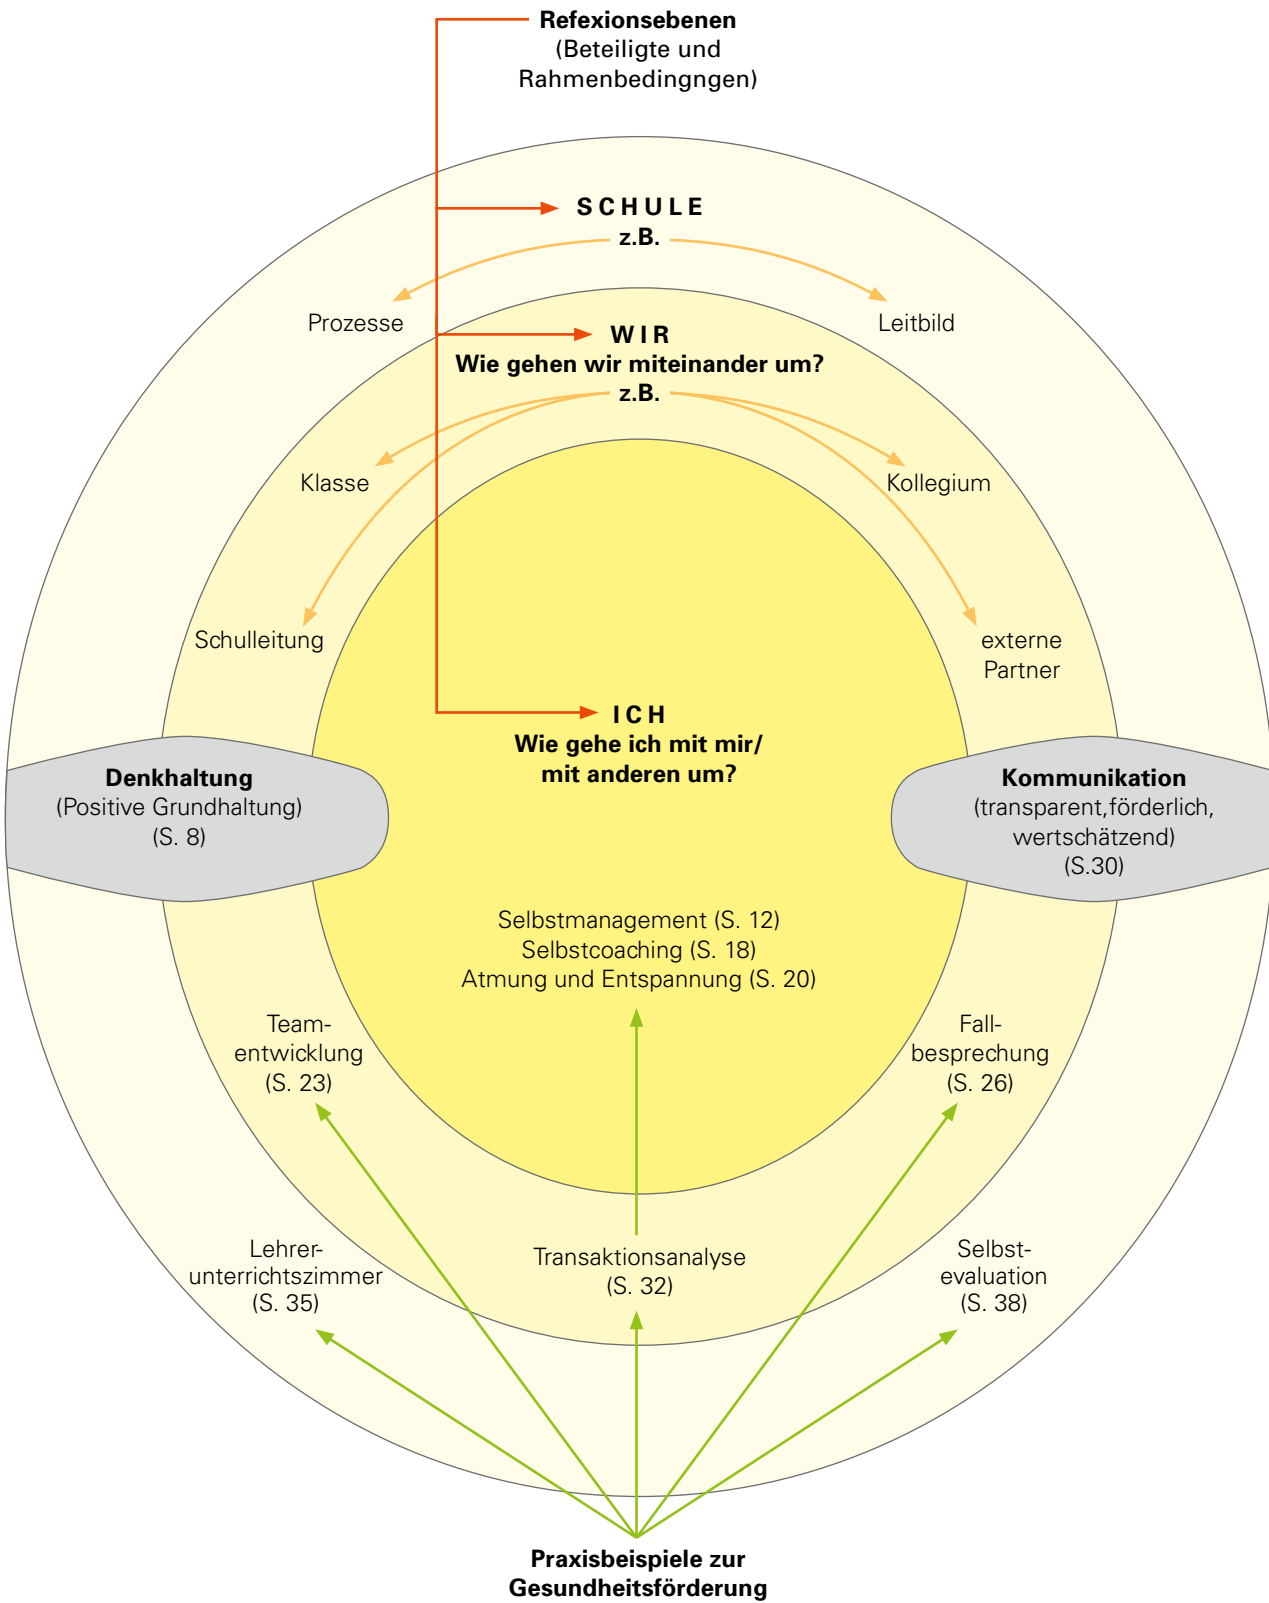 Refexionsebenen
(Beteiligte und
Rahmenbedingngen)
SCHULE
z.B.
Prozesse
Leitbild
WIR
Wie gehen wir miteinander um?
z.B.
Klasse
Kollegium
Schulleitung
externe
Partner
ICH
Wie gehe ich mit mir/
mit anderen um?
Denkhaltung
(Positive Grundhaltung)
(S. 8)
Kommunikation
(transparent, förderlich,
wertschätzend)
(S.30)
Selbstmanagement (S. 12)
Selbstcoaching (S. 18)
Atmung und Entspannung (S. 20)
Team-
entwicklung
(S. 23)
Fall-
besprechung
(S. 26)
Lehrer-
unterrichtszimmer
(S. 35)
Transaktionsanalyse
(S. 32)
Selbst-
evaluation
(S. 38)
Praxisbeispiele zur
Gesundheitsförderung